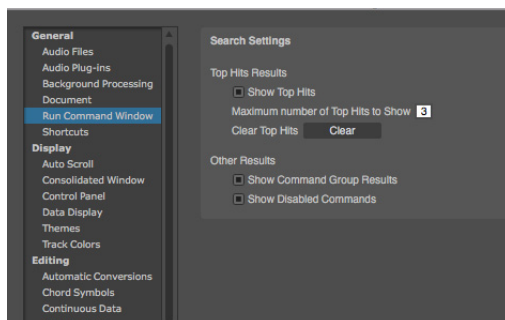 General
Audio Files
Audio Plug-ins
Background Processing
Document
Run Command Window
Shortcuts
Display
Auto Scroll
Consolidated Window
Control Panel
Data Display
Themes
Track Colors
Editing
Automatic Conversions
Chord Symbols
Continuous Data
Search Settings
Top Hits Results
Show Top Hits
Maximum number of Top Hits to Show 3
Clear Top Hits Clear
Other Results
Show Command Group Results
Show Disabled Commands